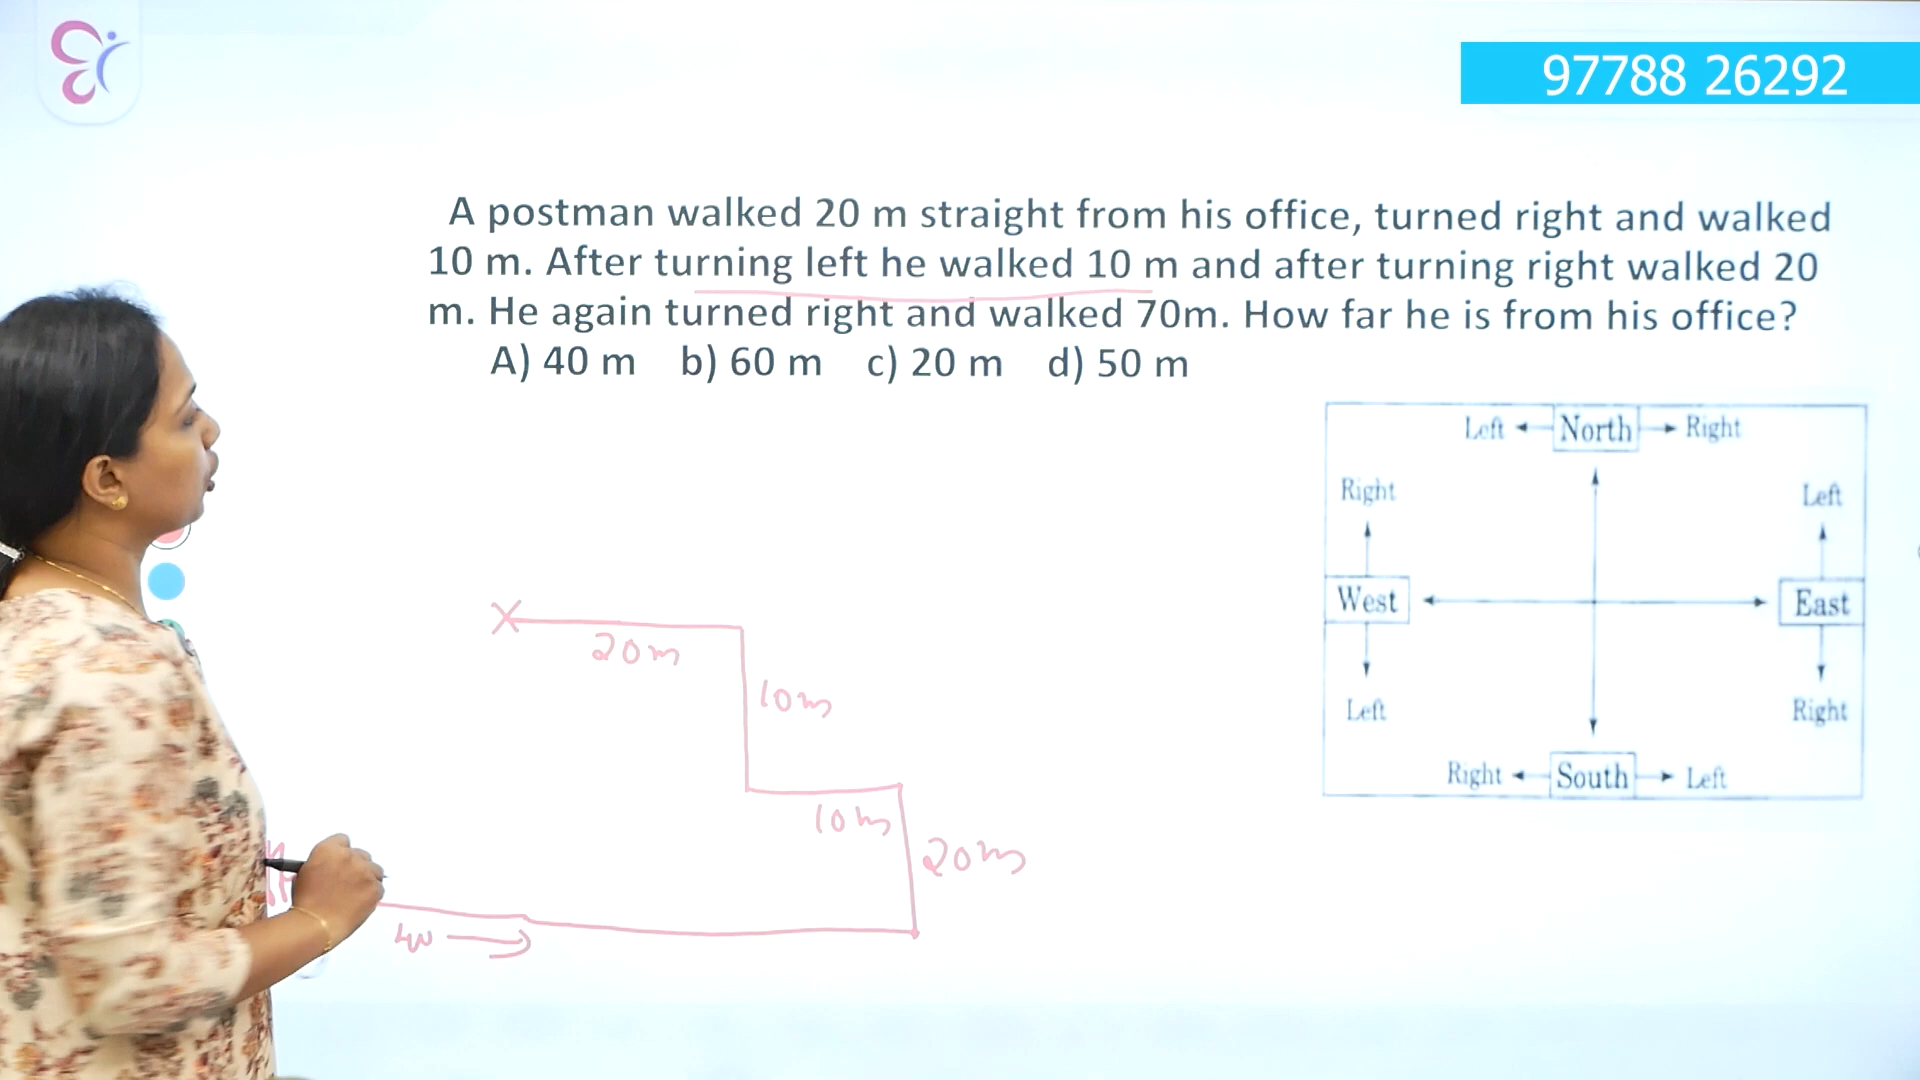 97788 26292
A postman walked 20 m straight from his office, turned right and walked
10 m. After turning left he walked 10 m and after turning right walked 20
m. He again turned right and walked 70m. How far he is from his office?
A) 40 m b) 60 m c) 20 m d) 50 m
Left North Right
Right Left
West East
Left Right
Right South Left
20m
10m
10m
20m